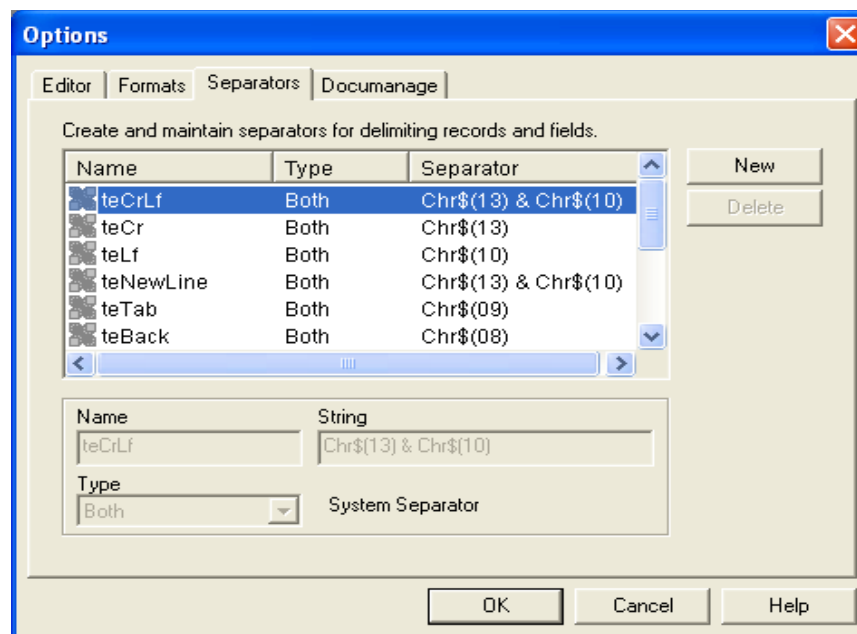 Options
Editor Formats Separators Documanage
Create and maintain separators for delimiting records and fields.
Name Type Separator New
teCrLf Both Chr$(13) & Chr$(10) Delete
teCr Both Chr$(13)
teLf Both Chr$(10)
teNewLine Both Chr$(13) & Chr$(10)
teTab Both Chr$(09)
teBack Both Chr$(08)
Name String
teCrLf Chr$(13) & Chr$(10)
Type
Both System Separator
OK Cancel Help